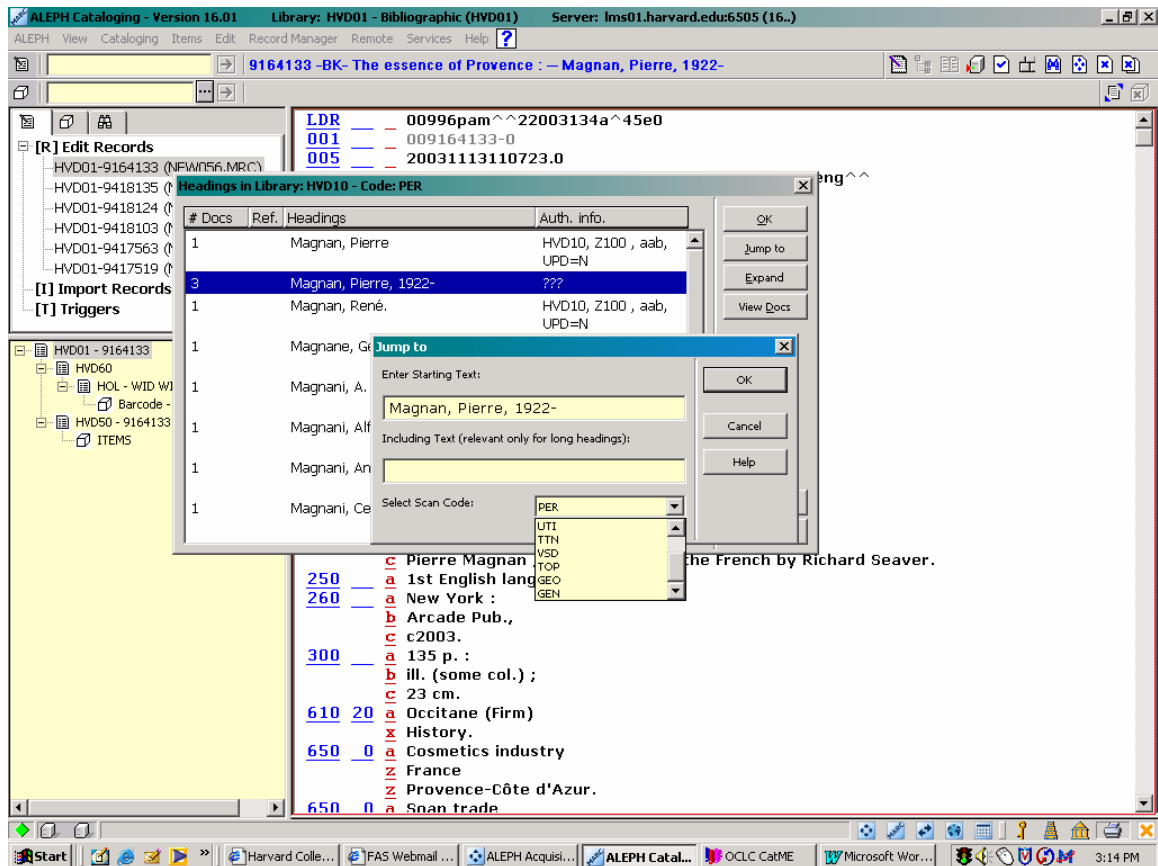 ALEPH Cataloging - Version 16.01 Library: HVD01 - Bibliographic (HVD01) Server: lms01.harvard.edu:6505 (16..)
ALEPH View Cataloging Items Edit Record Manager Remote Services Help ?
9164133 -BK- The essence of Provence : — Magnan, Pierre, 1922-
[R] Edit Records
HVD01-9164133 (NEW056.MRC)
HVD01-9418135 (N
HVD01-9418124 (N
HVD01-9418103 (N
HVD01-9417563 (N
HVD01-9417519 (N
[I] Import Records
[T] Triggers
HVD01 - 9164133
HVD60
HOL - WID WI
Barcode -
HVD50 - 9164133
ITEMS
LDR 00996pam^^22003134a^45e0
001 009164133-0
005 20031113110723.0
eng^^
Headings in Library: HVD10 - Code: PER
# Docs Ref. Headings Auth. info.
1 Magnan, Pierre HVD10, Z100 , aab, UPD=N
3 Magnan, Pierre, 1922- ???
1 Magnan, René. HVD10, Z100 , aab, UPD=N
1 Magnane, Ge
1 Magnani, A.
1 Magnani, Alf
1 Magnani, An
1 Magnani, Ce
OK
Jump to
Expand
View Docs
Jump to
Enter Starting Text:
Magnan, Pierre, 1922-
Including Text (relevant only for long headings):
Select Scan Code: PER
UTI
TTN
VSD
TOP
GEO
GEN
OK
Cancel
Help
c Pierre Magnan the French by Richard Seaver.
250 a 1st English lang
260 a New York :
b Arcade Pub.,
c c2003.
300 a 135 p. :
b ill. (some col.) ;
c 23 cm.
610 20 a Occitane (Firm)
x History.
650 0 a Cosmetics industry
z France
z Provence-Côte d'Azur.
650 0 a Soap trade
Start » Harvard Colle... FAS Webmail ... ALEPH Acquisi... ALEPH Catal... OCLC CatME Microsoft Wor... 3:14 PM